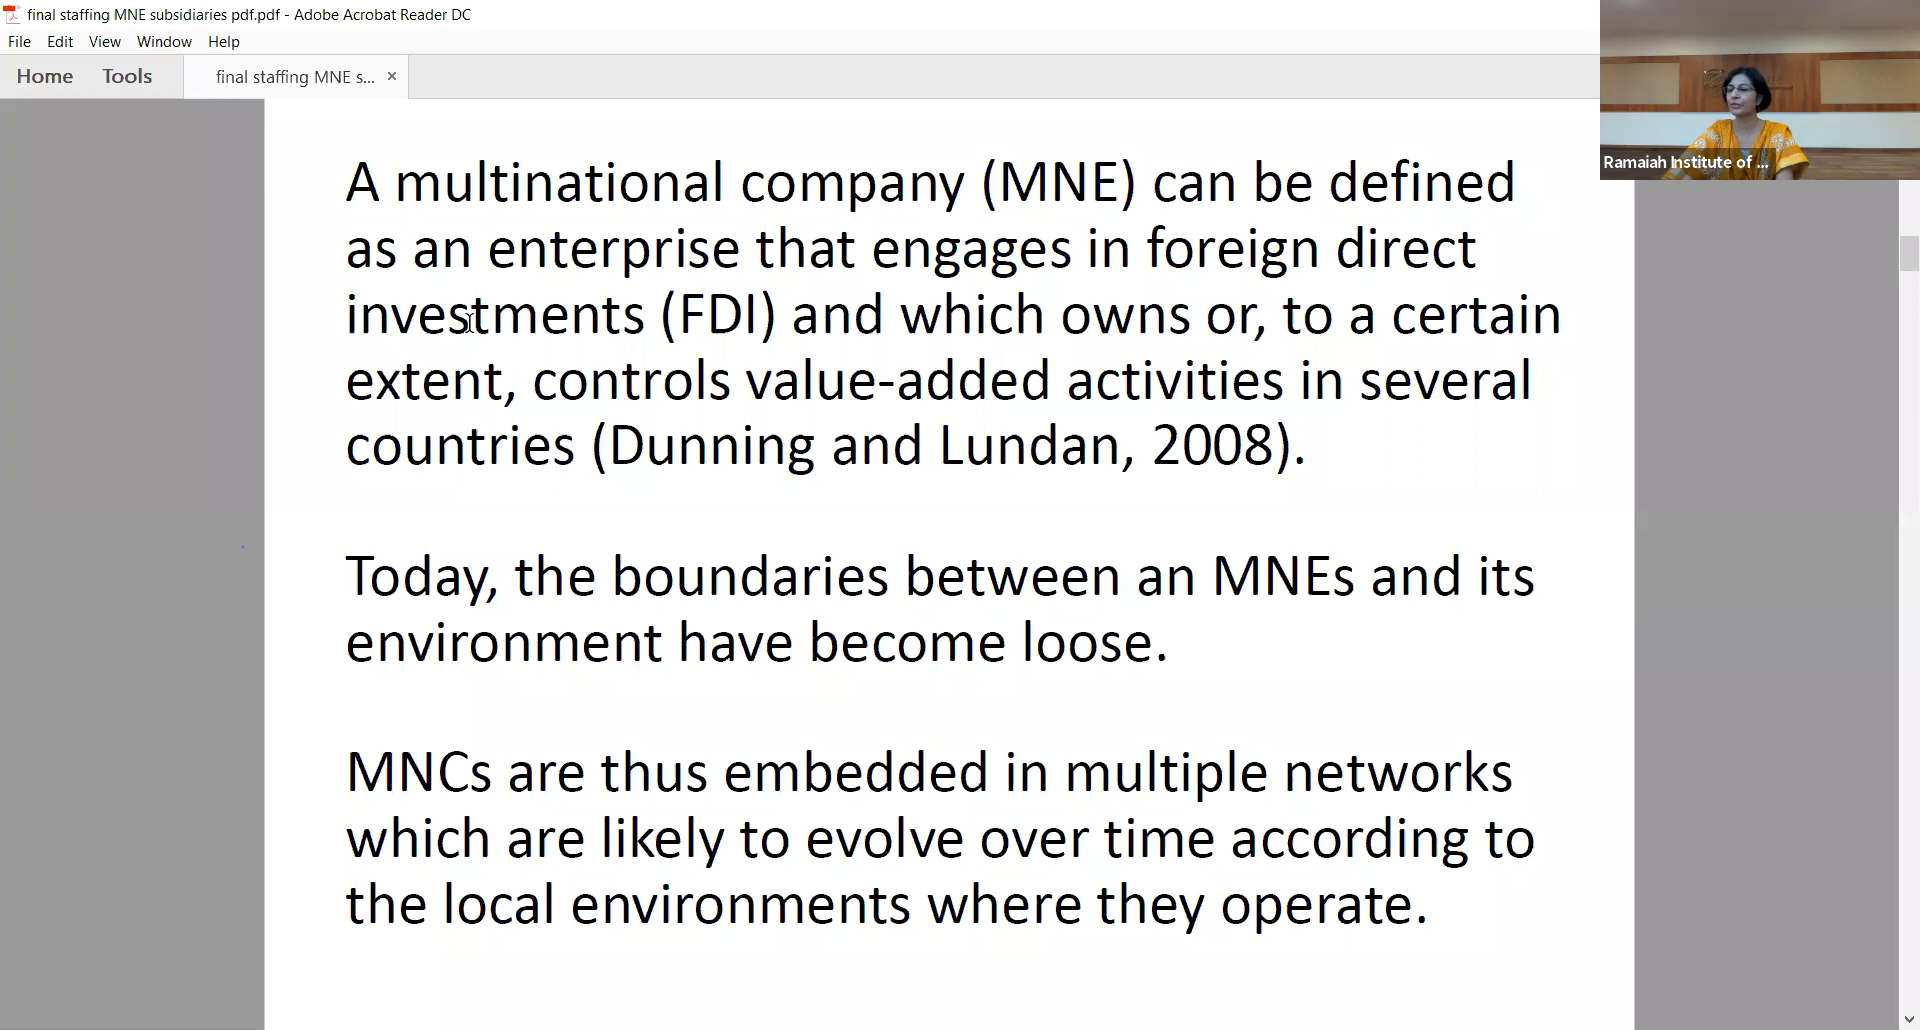 final staffing MNE subsidiaries pdf.pdf - Adobe Acrobat Reader DC
File Edit View Window Help
Home Tools final staffing MNE s... ×
Ramaiah Institute of ...
A multinational company (MNE) can be defined
as an enterprise that engages in foreign direct
investments (FDI) and which owns or, to a certain
extent, controls value-added activities in several
countries (Dunning and Lundan, 2008).
Today, the boundaries between an MNEs and its
environment have become loose.
MNCs are thus embedded in multiple networks
which are likely to evolve over time according to
the local environments where they operate.